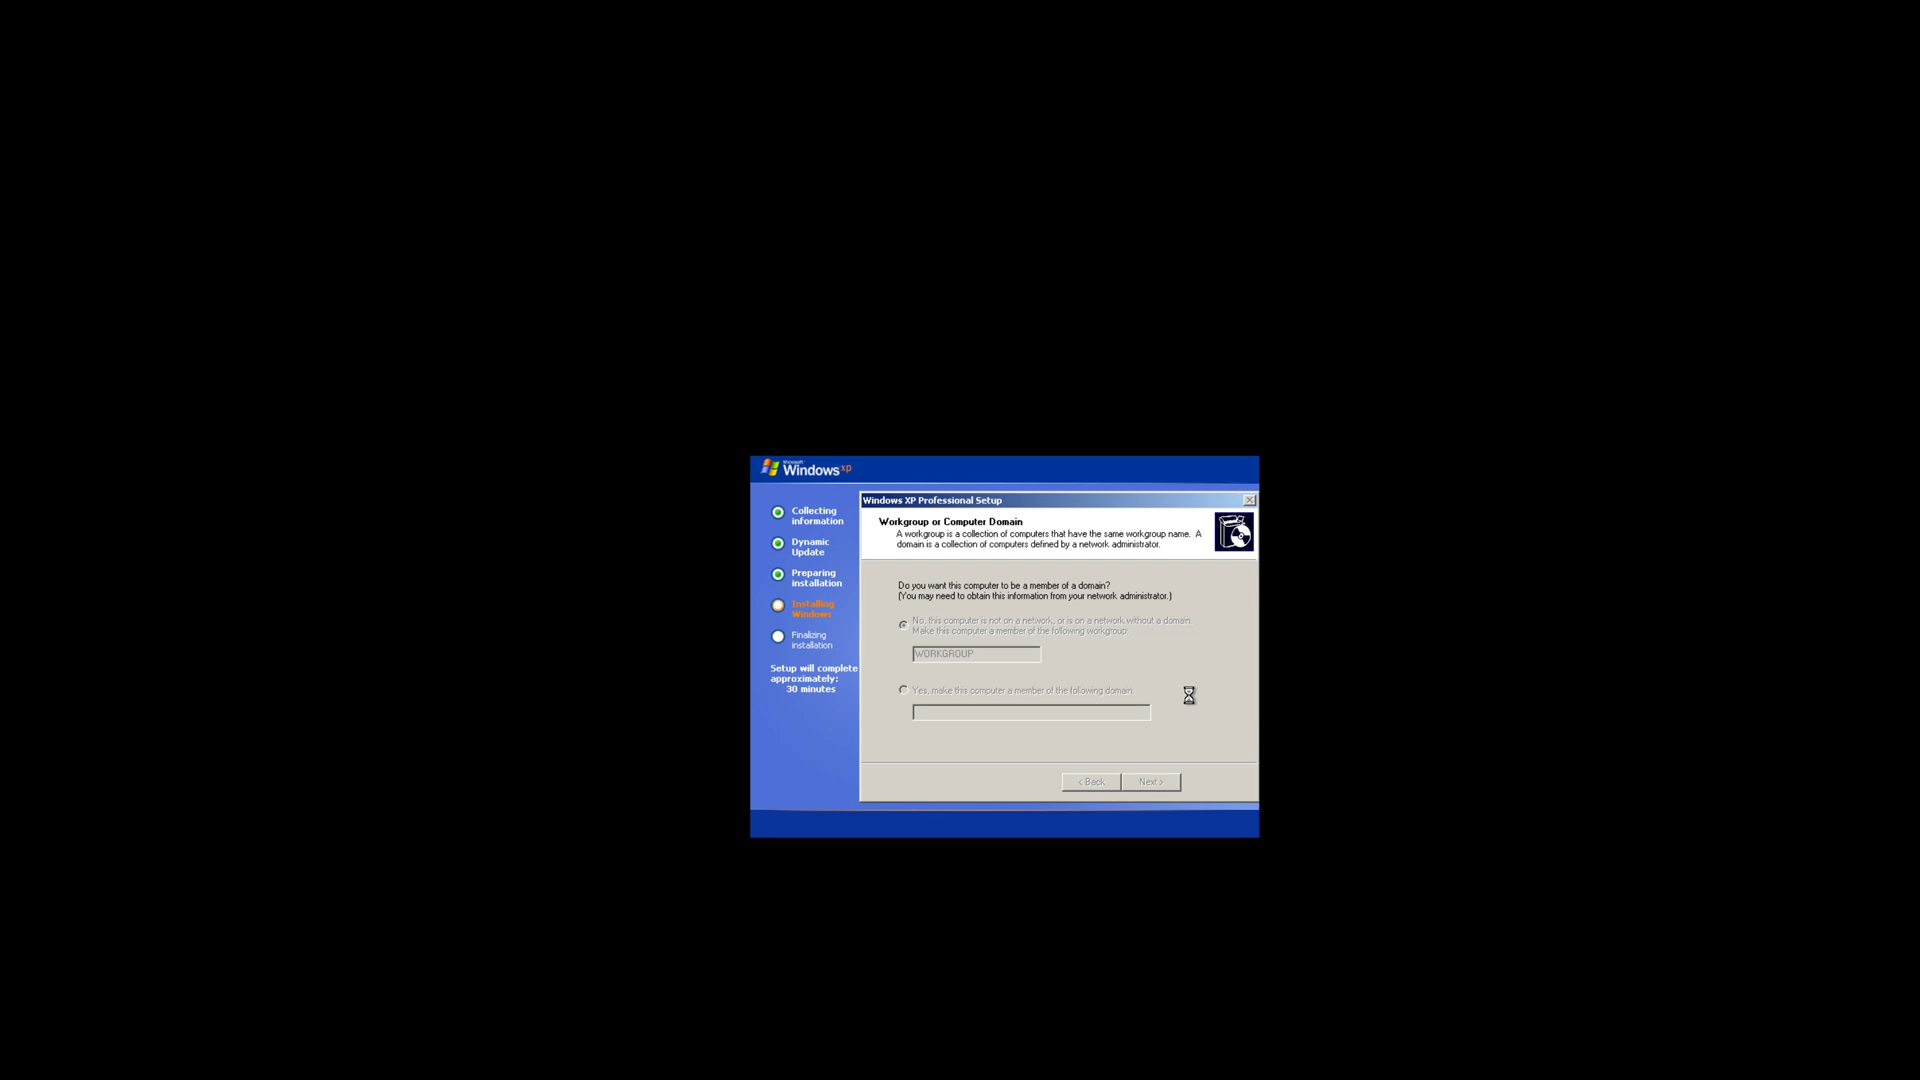 Microsoft
Windows xp
Collecting
information
Dynamic
Update
Preparing
installation
Installing
Windows
Finalizing
installation
Setup will complete
approximately:
30 minutes
Windows XP Professional Setup
Workgroup or Computer Domain
A workgroup is a collection of computers that have the same workgroup name. A
domain is a collection of computers defined by a network administrator.
Do you want this computer to be a member of a domain?
(You may need to obtain this information from your network administrator.)
No, this computer is not on a network, or is on a network without a domain.
Make this computer a member of the following workgroup:
WORKGROUP
Yes, make this computer a member of the following domain:
< Back
Next >